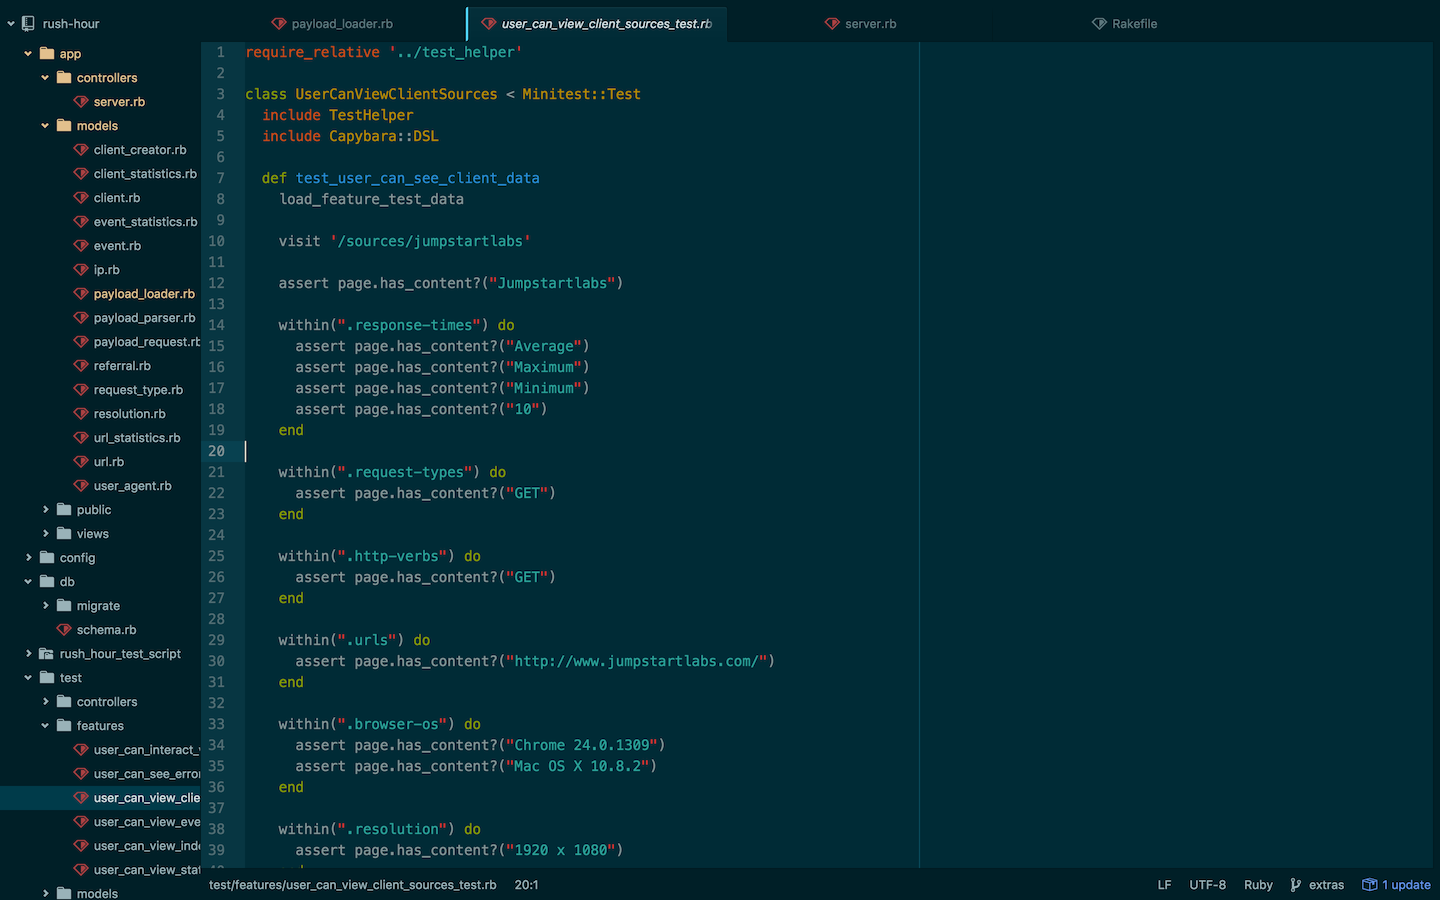 rush-hour
app
controllers
server.rb
models
client_creator.rb
client_statistics.rb
client.rb
event_statistics.rb
event.rb
ip.rb
payload_loader.rb
payload_parser.rb
payload_request.rb
referral.rb
request_type.rb
resolution.rb
url_statistics.rb
url.rb
user_agent.rb
public
views
config
db
migrate
schema.rb
rush_hour_test_script
test
controllers
features
user_can_interact_
user_can_see_erro
user_can_view_clie
user_can_view_eve
user_can_view_inde
user_can_view_stat
models
payload_loader.rb
user_can_view_client_sources_test.rb
server.rb
Rakefile
1 require_relative '../test_helper'
2
3 class UserCanViewClientSources < Minitest::Test
4 include TestHelper
5 include Capybara::DSL
6
7 def test_user_can_see_client_data
8 load_feature_test_data
9
10 visit '/sources/jumpstartlabs'
11
12 assert page.has_content?("Jumpstartlabs")
13
14 within(".response-times") do
15 assert page.has_content?("Average")
16 assert page.has_content?("Maximum")
17 assert page.has_content?("Minimum")
18 assert page.has_content?("10")
19 end
20
21 within(".request-types") do
22 assert page.has_content?("GET")
23 end
24
25 within(".http-verbs") do
26 assert page.has_content?("GET")
27 end
28
29 within(".urls") do
30 assert page.has_content?("http://www.jumpstartlabs.com/")
31 end
32
33 within(".browser-os") do
34 assert page.has_content?("Chrome 24.0.1309")
35 assert page.has_content?("Mac OS X 10.8.2")
36 end
37
38 within(".resolution") do
39 assert page.has_content?("1920 x 1080")
test/features/user_can_view_client_sources_test.rb 20:1
LF UTF-8 Ruby extras 1 update